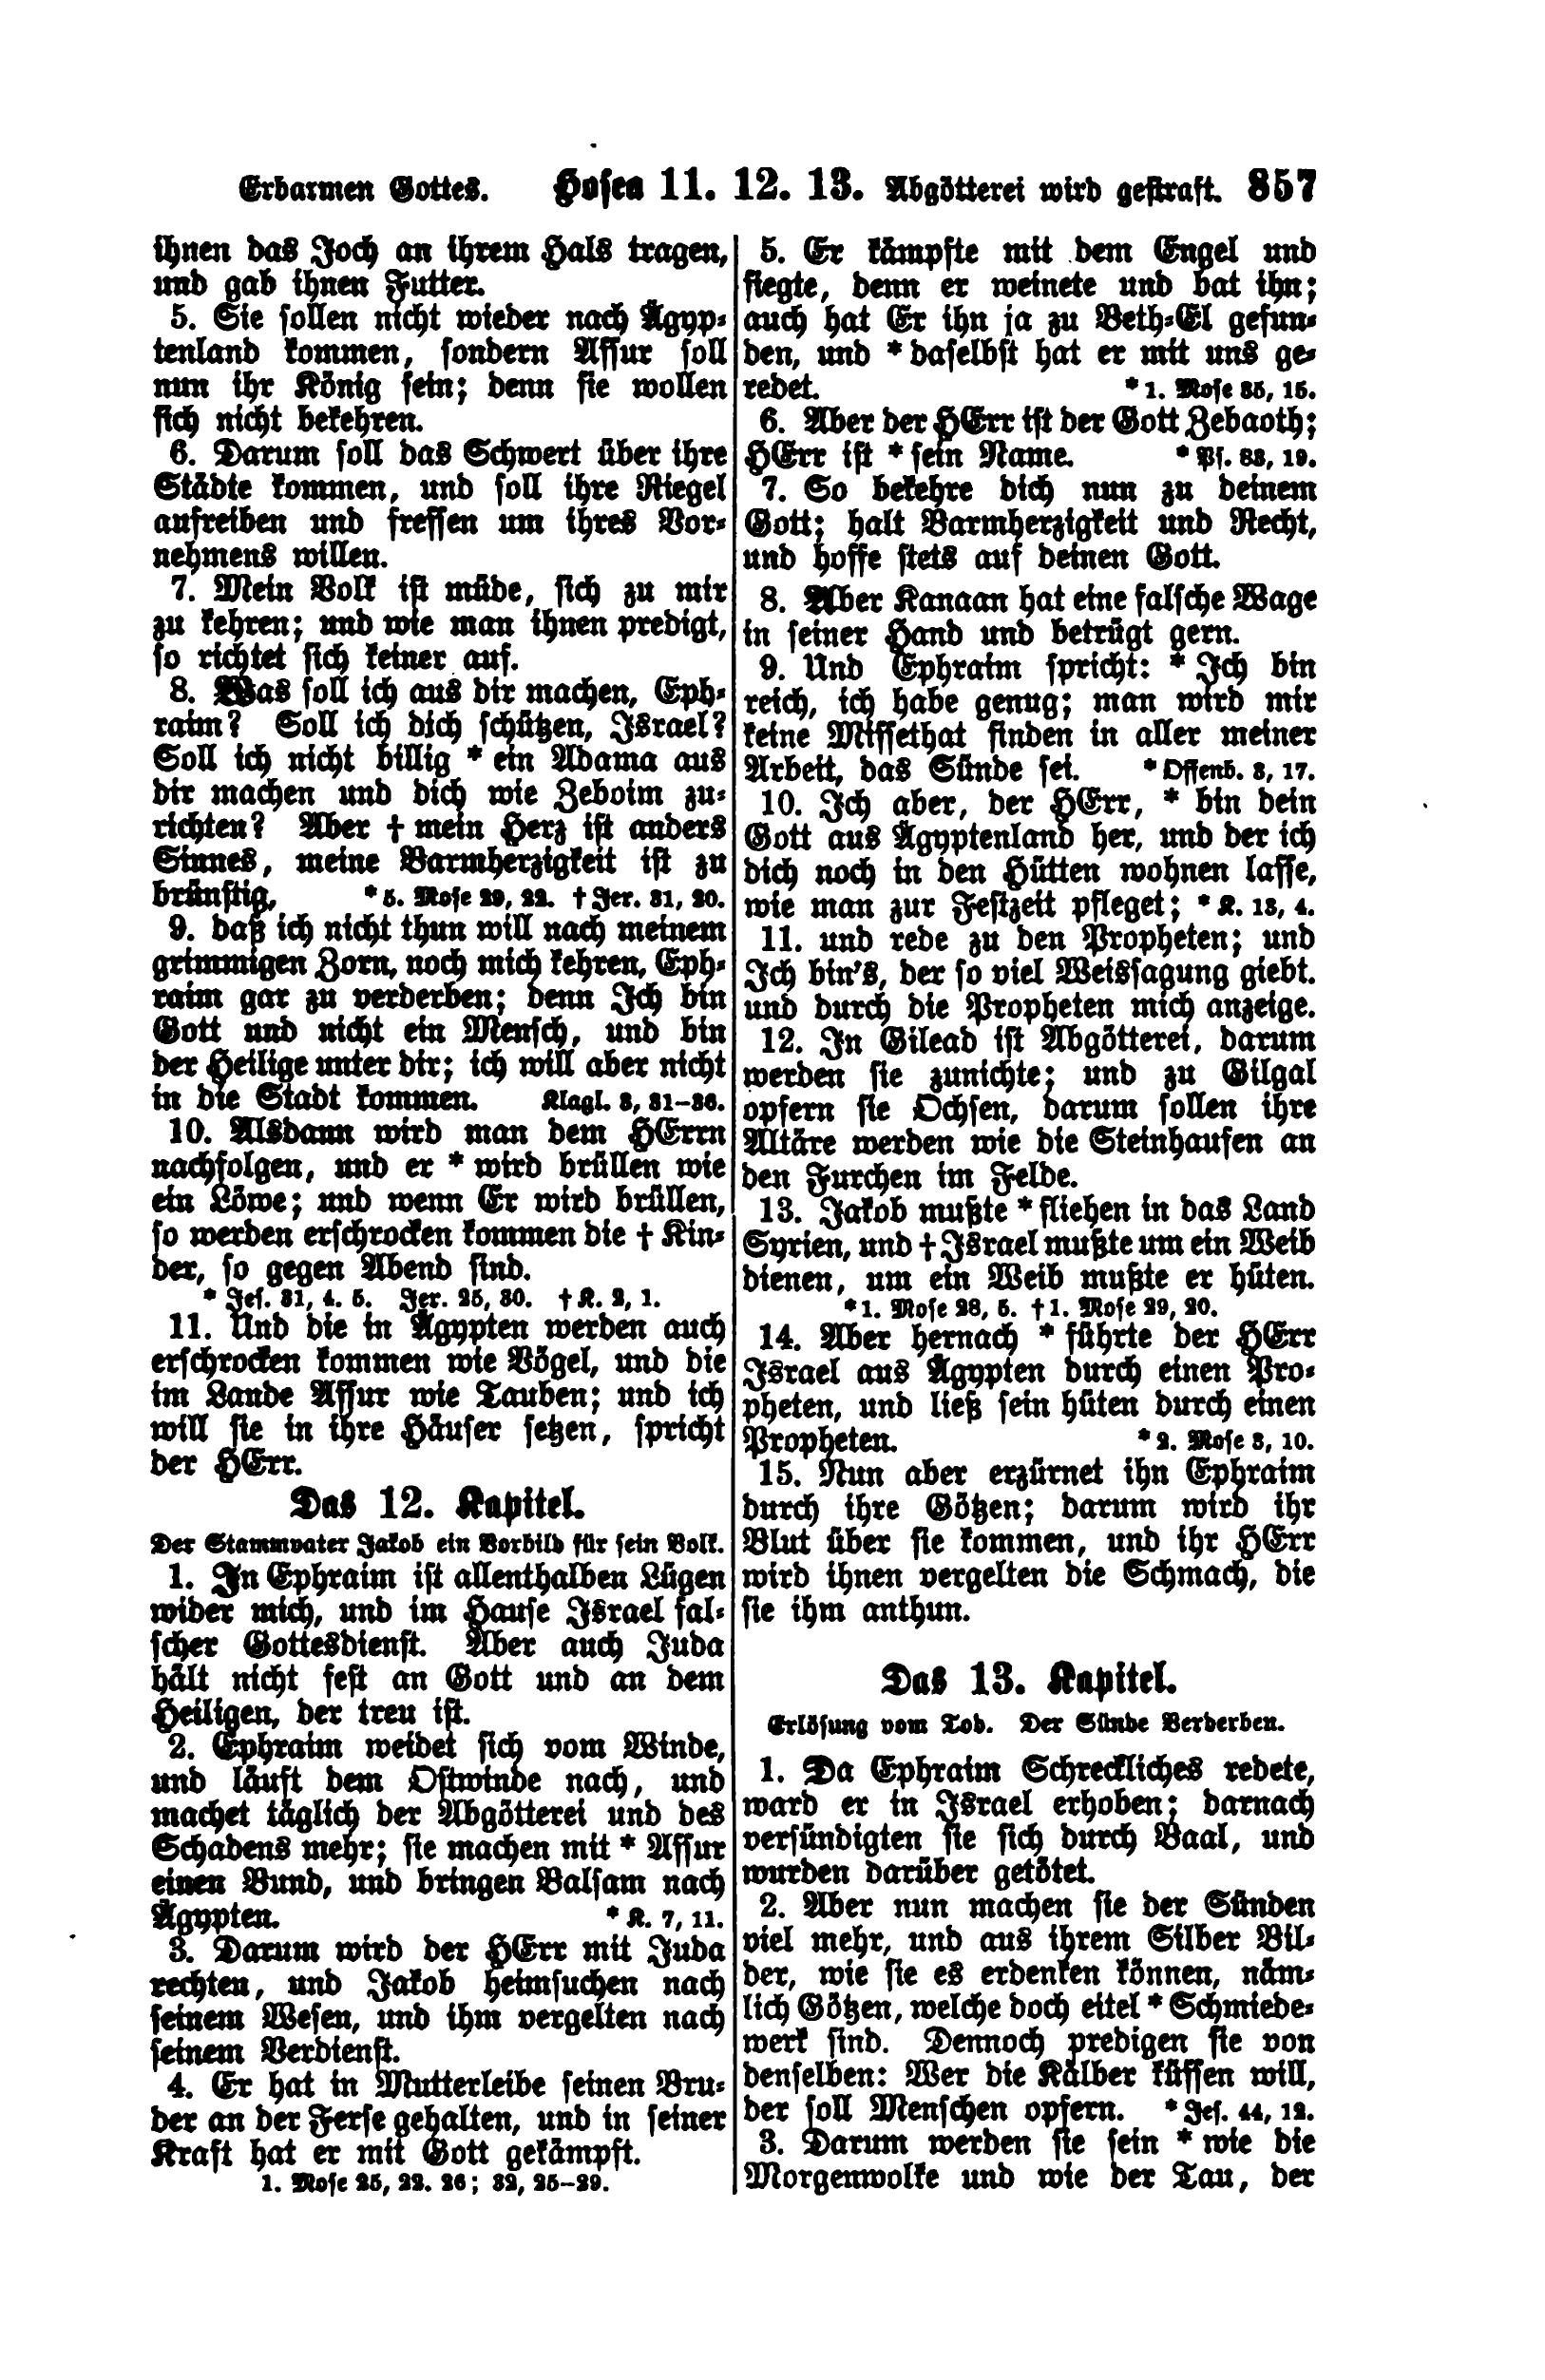 Erbarmen Gottes. Hosea 11. 12. 13. Abgötterei wird gestraft. 857
ihnen das Joch an ihrem Hals tragen,
und gab ihnen Futter.
5. Sie sollen nicht wieder nach Ägyp-
tenland kommen, sondern Assur soll
nun ihr König sein; denn sie wollen
sich nicht bekehren.
6. Darum soll das Schwert über ihre
Städte kommen, und soll ihre Riegel
aufreiben und fressen um ihres Vor-
nehmens willen.
7. Mein Volk ist müde, sich zu mir
zu kehren; und wie man ihnen predigt,
so richtet sich keiner auf.
8. Was soll ich aus dir machen, Eph-
raim? Soll ich dich schützen, Israel?
Soll ich nicht billig * ein Adama aus
dir machen und dich wie Zeboim zu-
richten? Aber † mein Herz ist anders
Sinnes, meine Barmherzigkeit ist zu
brünstig, * 5. Mose 29, 22. † Jer. 31, 20.
9. daß ich nicht thun will nach meinem
grimmigen Zorn, noch mich kehren, Eph-
raim gar zu verderben; denn Ich bin
Gott und nicht ein Mensch, und bin
der Heilige unter dir; ich will aber nicht
in die Stadt kommen. Klagl. 3, 31–36.
10. Alsdann wird man dem HErrn
nachfolgen, und er * wird brüllen wie
ein Löwe; und wenn Er wird brüllen,
so werden erschrocken kommen die † Kin-
der, so gegen Abend sind.
* Jes. 31, 4. 5. Jer. 25, 30. † K. 2, 1.
11. Und die in Ägypten werden auch
erschrocken kommen wie Vögel, und die
im Lande Assur wie Tauben; und ich
will sie in ihre Häuser setzen, spricht
der HErr.
Das 12. Kapitel.
Der Stammvater Jakob ein Vorbild für sein Volk.
1. In Ephraim ist allenthalben Lügen
wider mich, und im Hause Israel fal-
scher Gottesdienst. Aber auch Juda
hält nicht fest an Gott und an dem
Heiligen, der treu ist.
2. Ephraim weidet sich vom Winde,
und läuft dem Ostwinde nach, und
machet täglich der Abgötterei und des
Schadens mehr; sie machen mit * Assur
einen Bund, und bringen Balsam nach
Ägypten. * K. 7, 11.
3. Darum wird der HErr mit Juda
rechten, und Jakob heimsuchen nach
seinem Wesen, und ihm vergelten nach
seinem Verdienst.
4. Er hat in Mutterleibe seinen Bru-
der an der Ferse gehalten, und in seiner
Kraft hat er mit Gott gekämpft.
1. Mose 25, 22. 26; 32, 25–29.
5. Er kämpfte mit dem Engel und
siegte, denn er weinete und bat ihn;
auch hat Er ihn ja zu Beth-El gefun-
den, und * daselbst hat er mit uns ge-
redet. * 1. Mose 35, 15.
6. Aber der HErr ist der Gott Zebaoth;
HErr ist * sein Name. * Ps. 83, 19.
7. So bekehre dich nun zu deinem
Gott; halt Barmherzigkeit und Recht,
und hoffe stets auf deinen Gott.
8. Aber Kanaan hat eine falsche Wage
in seiner Hand und betrügt gern.
9. Und Ephraim spricht: * Ich bin
reich, ich habe genug; man wird mir
keine Missethat finden in aller meiner
Arbeit, das Sünde sei. * Offenb. 3, 17.
10. Ich aber, der HErr, * bin dein
Gott aus Ägyptenland her, und der ich
dich noch in den Hütten wohnen lasse,
wie man zur Festzeit pfleget; * K. 13, 4.
11. und rede zu den Propheten; und
Ich bin's, der so viel Weissagung giebt.
und durch die Propheten mich anzeige.
12. In Gilead ist Abgötterei, darum
werden sie zunichte; und zu Gilgal
opfern sie Ochsen, darum sollen ihre
Altäre werden wie die Steinhaufen an
den Furchen im Felde.
13. Jakob mußte * fliehen in das Land
Syrien, und † Israel mußte um ein Weib
dienen, um ein Weib mußte er hüten.
* 1. Mose 28, 5. † 1. Mose 29, 20.
14. Aber hernach * führte der HErr
Israel aus Ägypten durch einen Pro-
pheten, und ließ sein hüten durch einen
Propheten. * 2. Mose 3, 10.
15. Nun aber erzürnet ihn Ephraim
durch ihre Götzen; darum wird ihr
Blut über sie kommen, und ihr HErr
wird ihnen vergelten die Schmach, die
sie ihm anthun.
Das 13. Kapitel.
Erlösung vom Tod. Der Sünde Verderben.
1. Da Ephraim Schreckliches redete,
ward er in Israel erhoben; darnach
versündigten sie sich durch Baal, und
wurden darüber getötet.
2. Aber nun machen sie der Sünden
viel mehr, und aus ihrem Silber Bil-
der, wie sie es erdenken können, näm-
lich Götzen, welche doch eitel * Schmiede-
werk sind. Dennoch predigen sie von
denselben: Wer die Kälber küssen will,
der soll Menschen opfern. * Jes. 44, 12.
3. Darum werden sie sein * wie die
Morgenwolke und wie der Tau, der